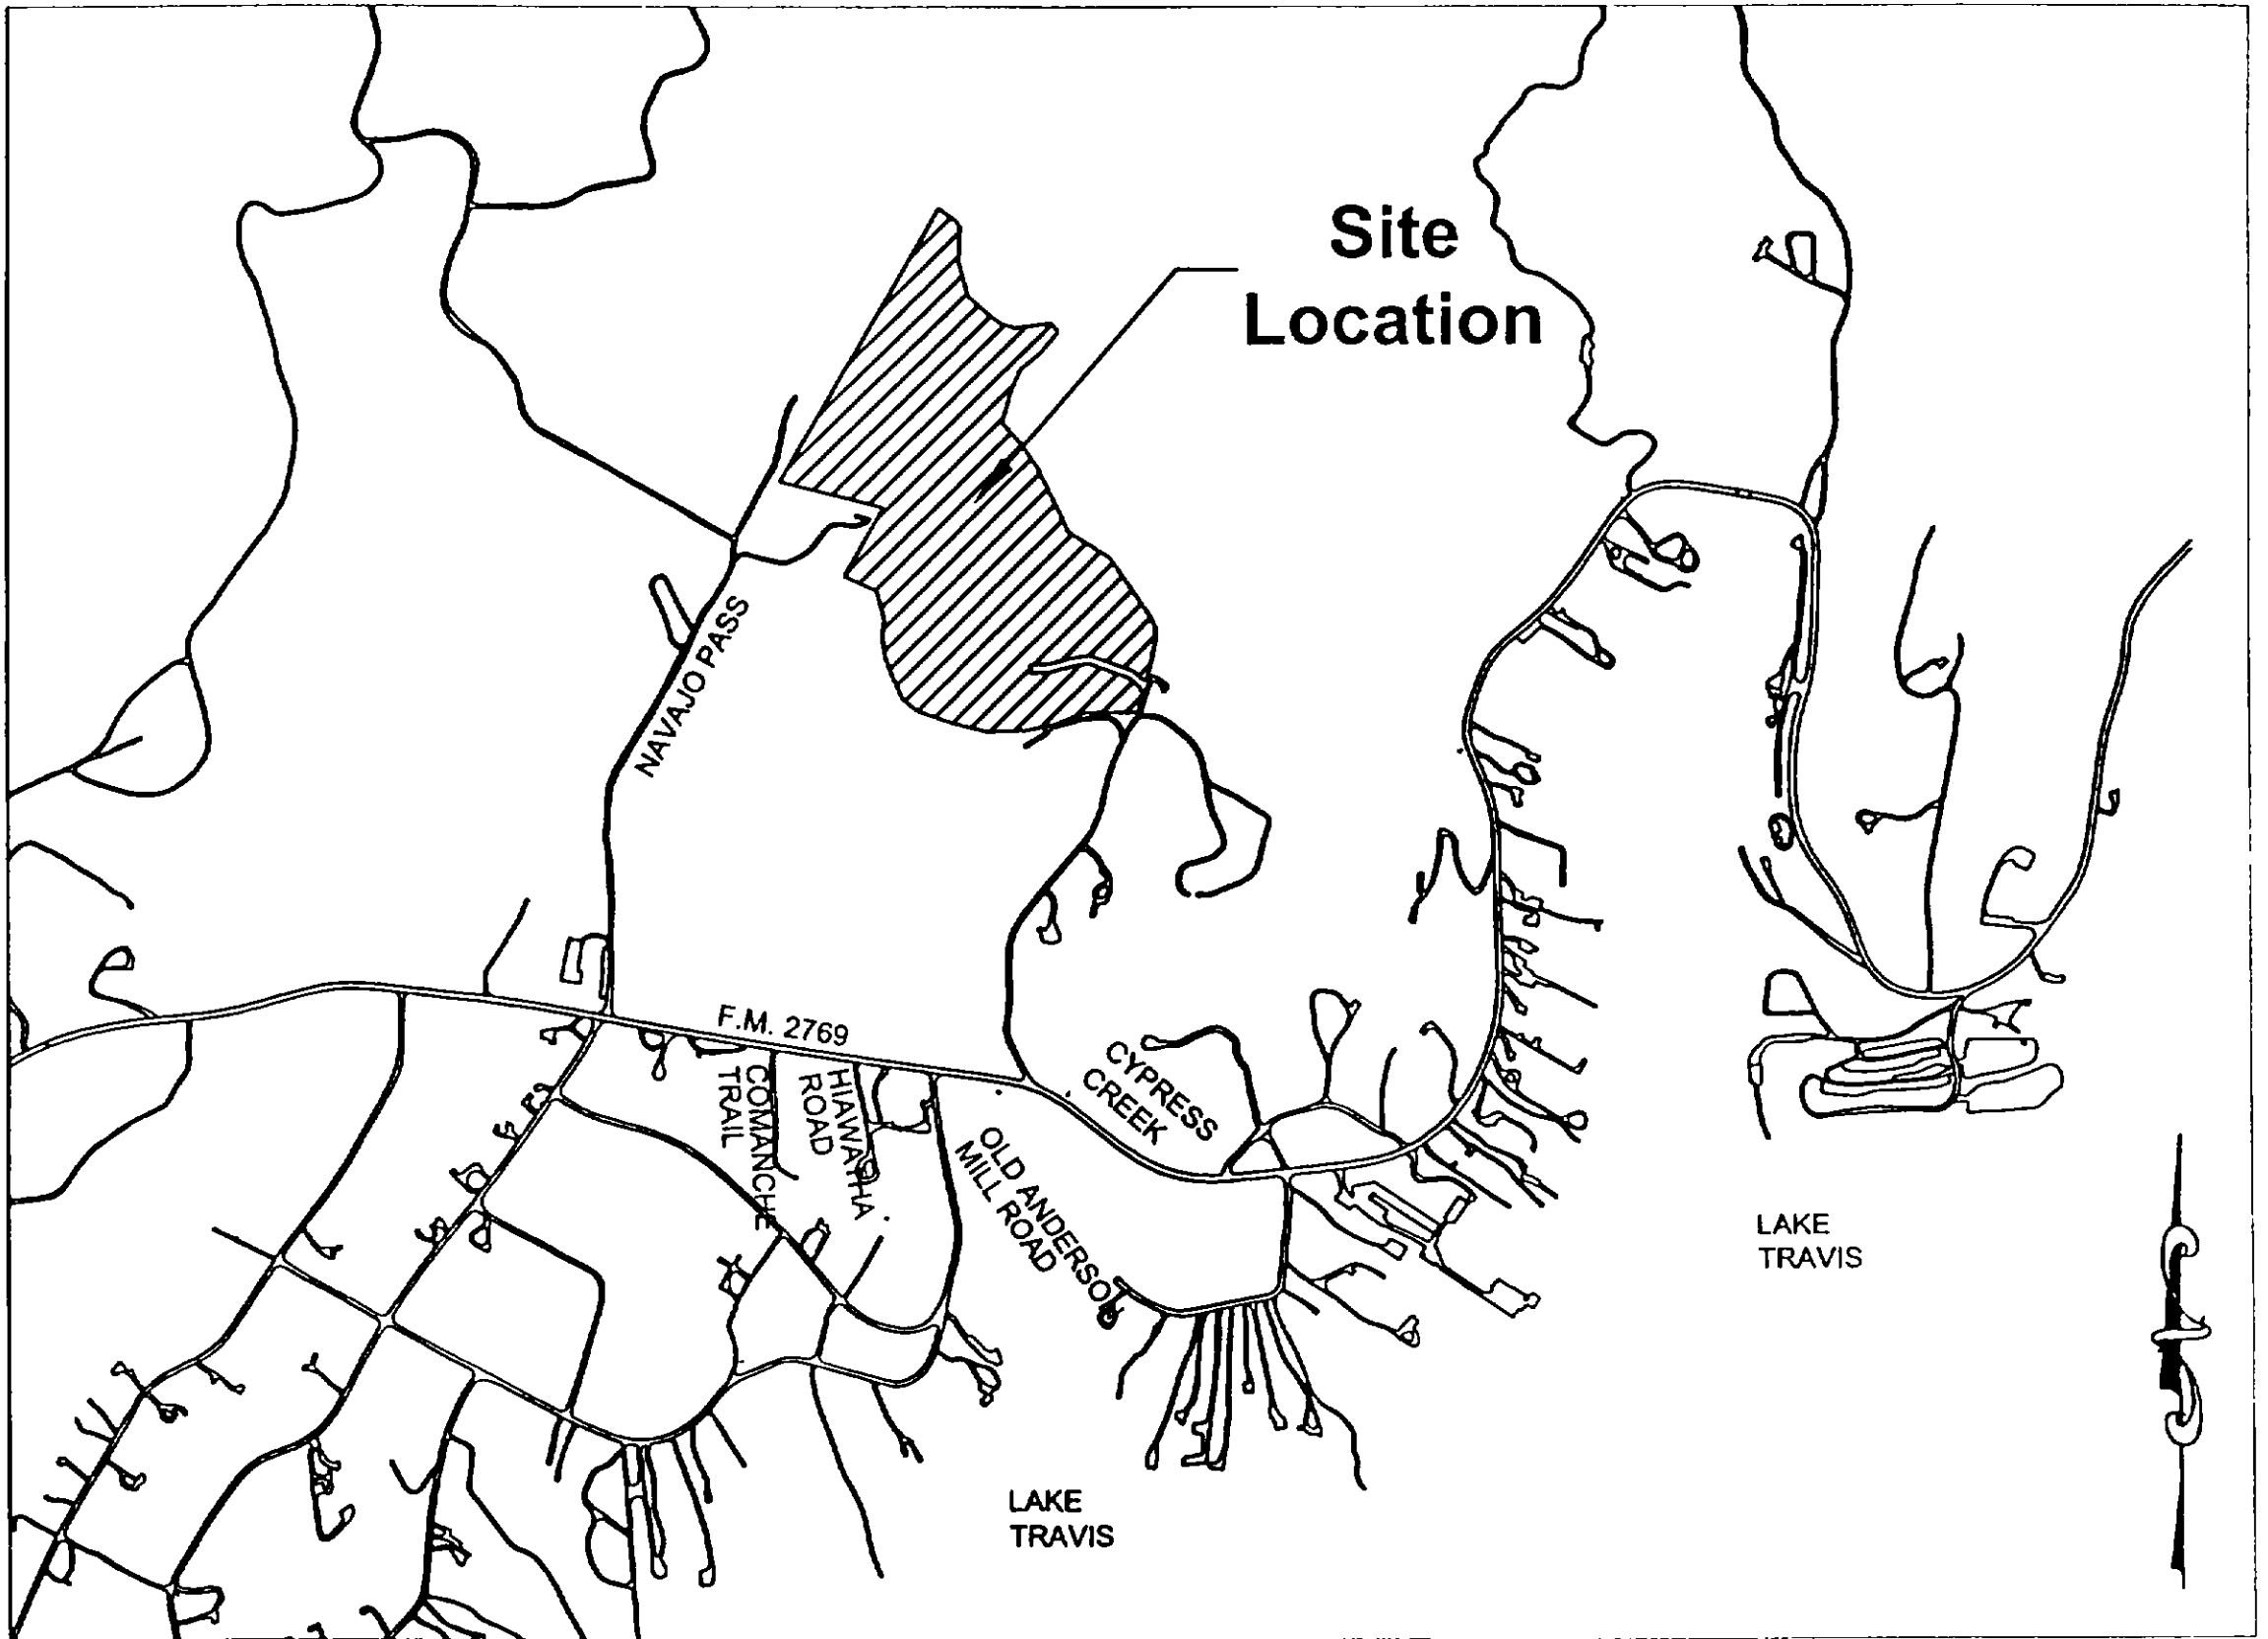 Site
Location
NAVAJO PASS
F.M. 2769
COMANCHE
TRAIL
HIAWATHA
ROAD
CYPRESS
CREEK
OLD ANDERSON
MILL ROAD
LAKE
TRAVIS
LAKE
TRAVIS